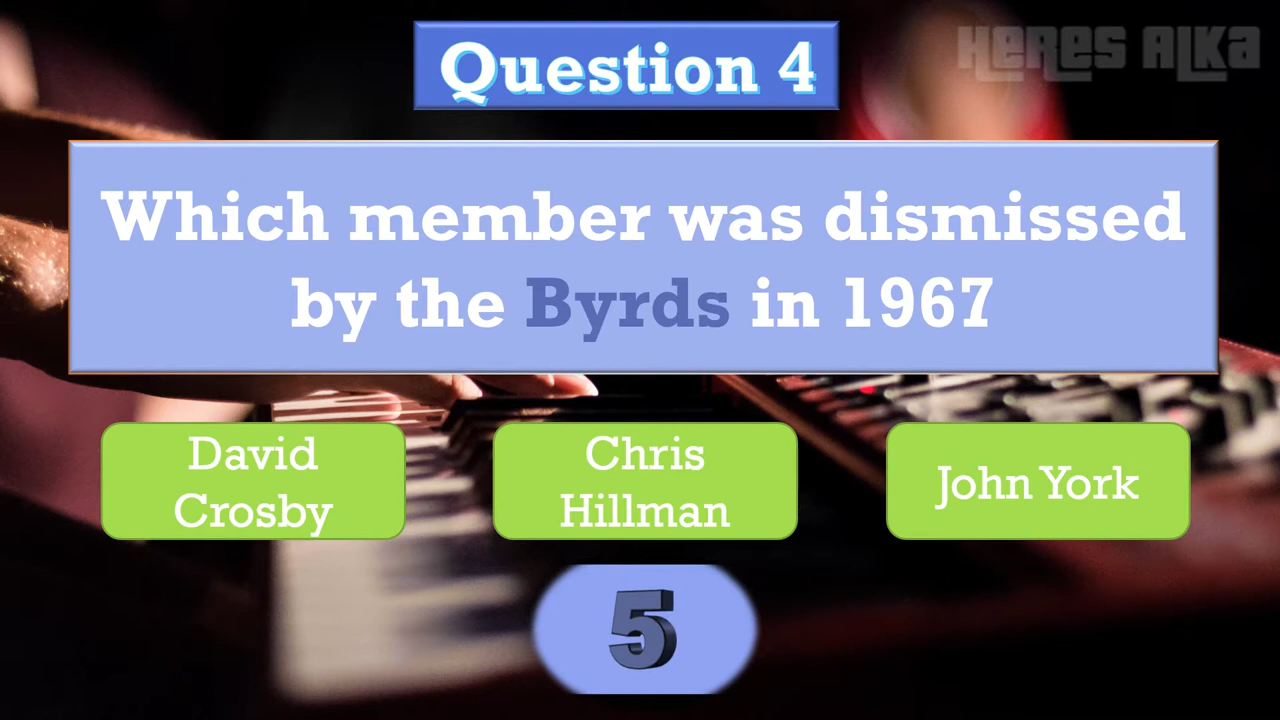 HERES ALKA
Question 4
Which member was dismissed
by the Byrds in 1967
David
Crosby
Chris
Hillman
John York
5